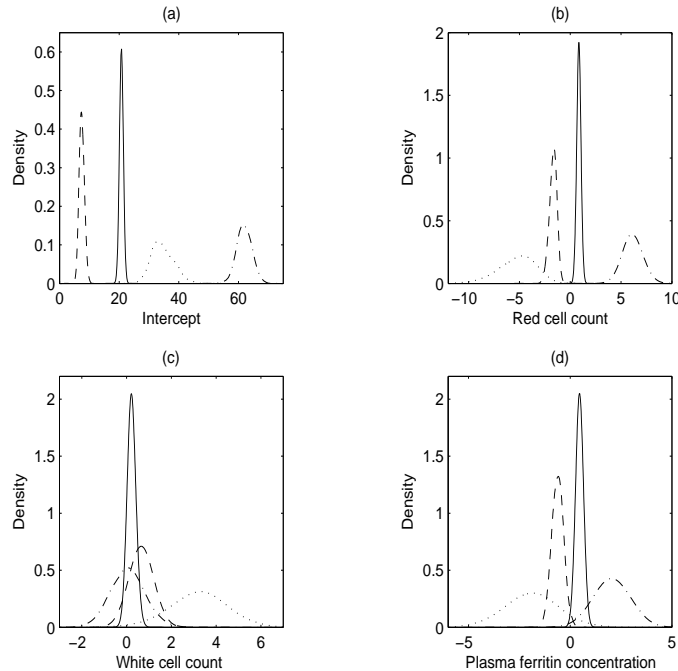 (a)
0.6
0.5
0.4
0.3
0.2
0.1
0
0 20 40 60
Density
Intercept
(b)
2
1.5
1
0.5
0
−10 −5 0 5 10
Density
Red cell count
(c)
2
1.5
1
0.5
0
−2 0 2 4 6
Density
White cell count
(d)
2
1.5
1
0.5
0
−5 0 5
Density
Plasma ferritin concentration